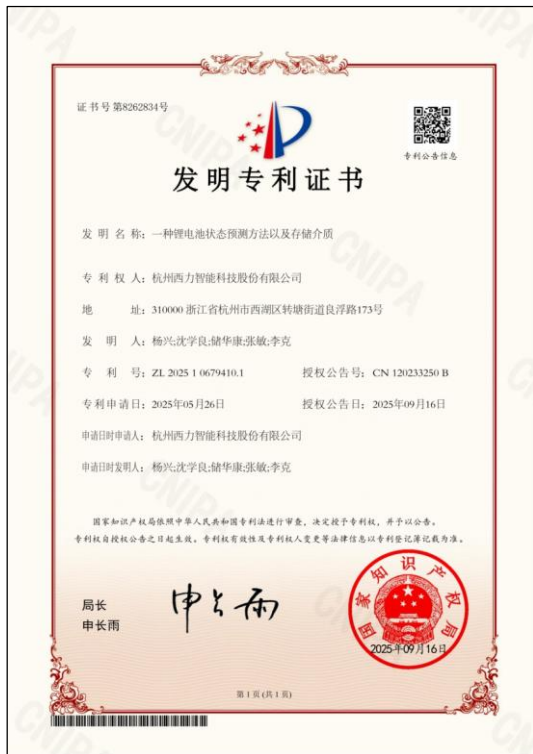 证书号第8262834号
专利公告信息
发明专利证书
发明名称：一种锂电池状态预测方法以及存储介质
专利权人：杭州西力智能科技股份有限公司
地址：310000 浙江省杭州市西湖区转塘街道良浮路173号
发明人：杨兴;沈学良;储华康;张敏;李克
专利号：ZL 2025 1 0679410.1 授权公告号：CN 120233250 B
专利申请日：2025年05月26日 授权公告日：2025年09月16日
申请日时申请人：杭州西力智能科技股份有限公司
申请日时发明人：杨兴;沈学良;储华康;张敏;李克
国家知识产权局依照中华人民共和国专利法进行审查，决定授予专利权，并予以公告。
专利权自授权公告之日起生效。专利权有效性及专利权人变更等法律信息以专利登记簿记载为准。
局长
申长雨
申长雨
国家知识产权局
2025年09月16日
第1页(共1页)
CNIPA